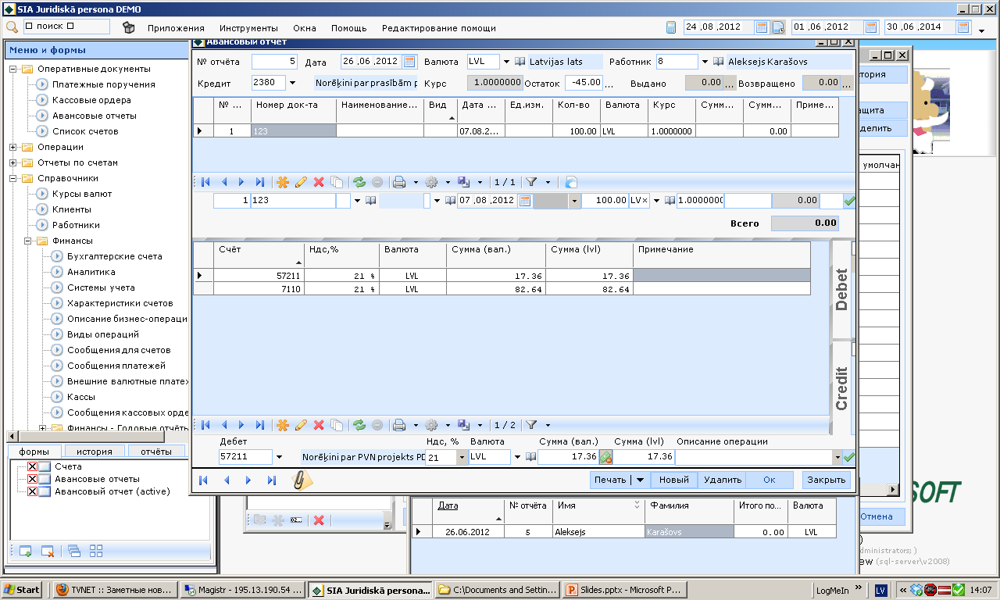 SIA Juridiskā persona DEMO
поиск
Приложения Инструменты Окна Помощь Редактирование помощи
24 .08 .2012 01 .06 .2012 30 .06 .2014
Меню и формы
Оперативные документы
Платежные поручения
Кассовые ордера
Авансовые отчеты
Список счетов
Операции
Отчеты по счетам
Справочники
Курсы валют
Клиенты
Работники
Финансы
Бухгалтерские счета
Аналитика
Системы учета
Характеристики счетов
Описание бизнес-операци
Виды операций
Сообщения для счетов
Сообщения платежей
Внешние валютные плате
Кассы
Сообщения кассовых орде
Финансы - Годовые отчёть
формы история отчёты
Счета
Авансовые отчеты
Авансовый отчет (active)
Авансовый отчет
№ отчёта 5 Дата 26 .06 .2012 Валюта LVL Latvijas lats Работник 8 Aleksejs Karašovs
Кредит 2380 Norēķini par prasībām p Курс 1.0000000 Остаток -45.00 ... Выдано 0.00 ... Возвращено 0.00 ...
№ ... Номер док-та Наименование... Вид Дата ... Ед.изм. Кол-во Валюта Курс Сумм... Сумм... Приме...
1 123 07.08.2... 100.00 LVL 1.0000000 0.00
1 / 1
1 123 07 .08 .2012 100.00 LV 1.0000000 0.00
Всего 0.00
Счёт Ндс,% Валюта Сумма (вал.) Сумма (lvl) Примечание
57211 21 % LVL 17.36 17.36
7110 21 % LVL 82.64 82.64
Debet
Credit
1 / 2
Дебет Ндс, % Валюта Сумма (вал.) Сумма (lvl) Описание операции
57211 Norēķini par PVN projekts PD 21 LVL 17.36 17.36
Печать Новый Удалить Ок Закрыть
Дата № отчёта Имя Фамилия Итого по... Валюта
26.06.2012 5 Aleksejs Karašovs 0.00 LVL
тория
ащита
делить
умолчан
SOFT
Отмена
dministrators; )
ew (sql-server\v2008)
Start TVNET :: Заметные нов... Magistr - 195.13.190.54 ... SIA Juridiskā persona... C:\Documents and Settin... Slides.pptx - Microsoft P... LogMeIn LV 14:07